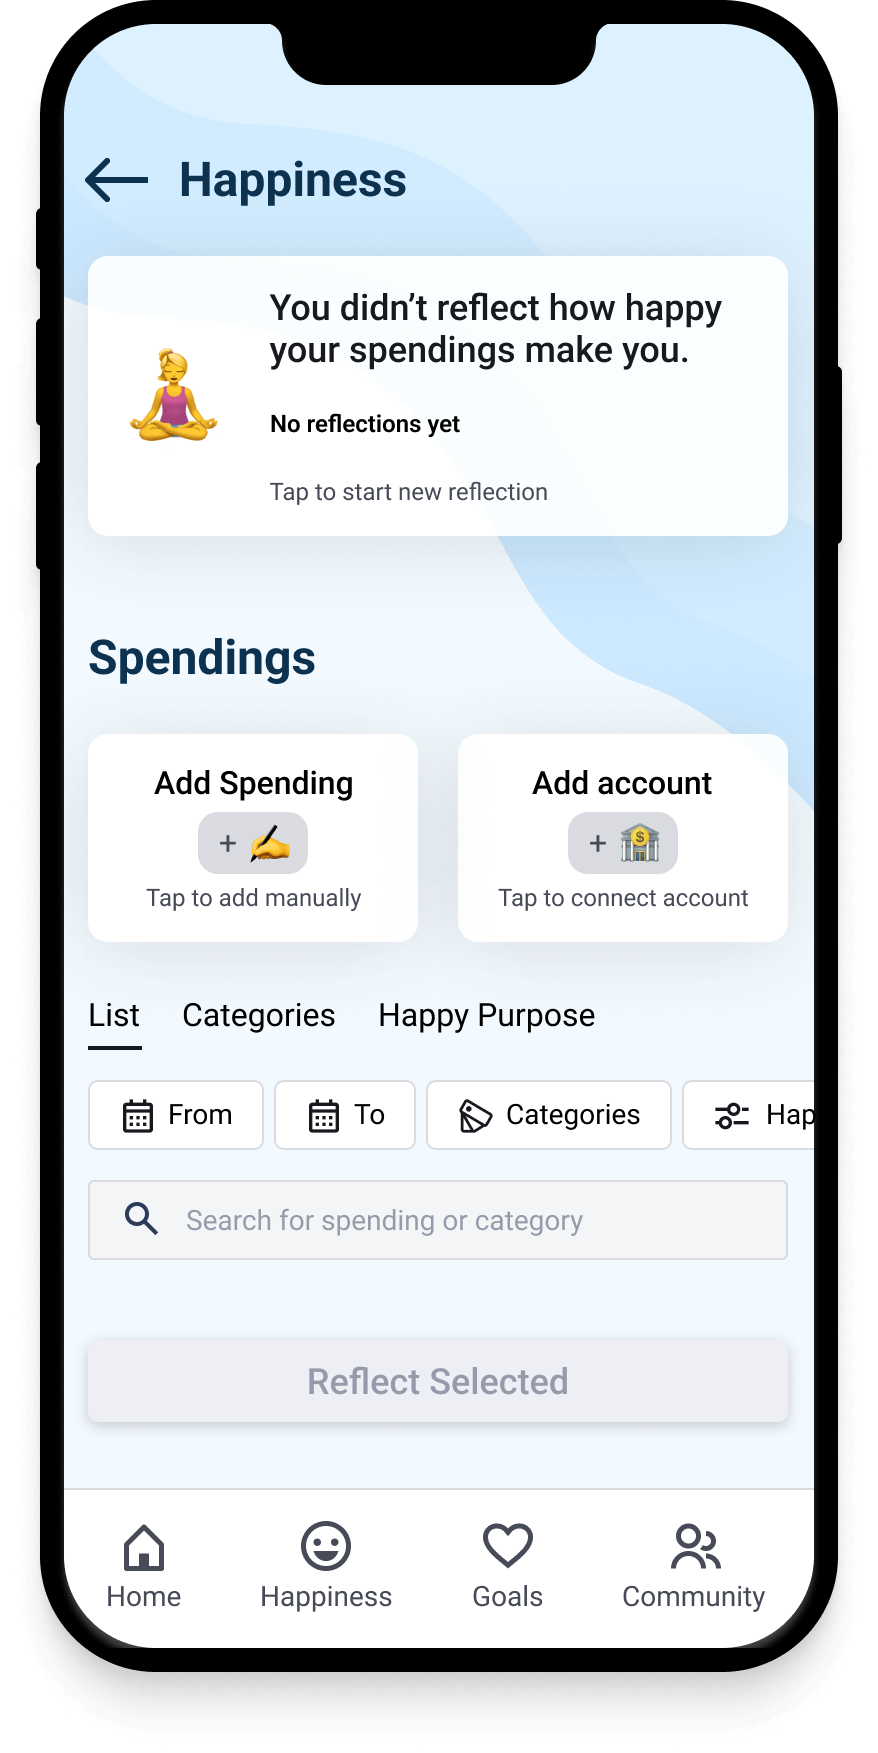 Happiness
You didn’t reflect how happy
your spendings make you.
No reflections yet
Tap to start new reflection
Spendings
Add Spending
+
Tap to add manually
Add account
+ $
Tap to connect account
List Categories Happy Purpose
From To Categories Hap
Search for spending or category
Reflect Selected
Home Happiness Goals Community